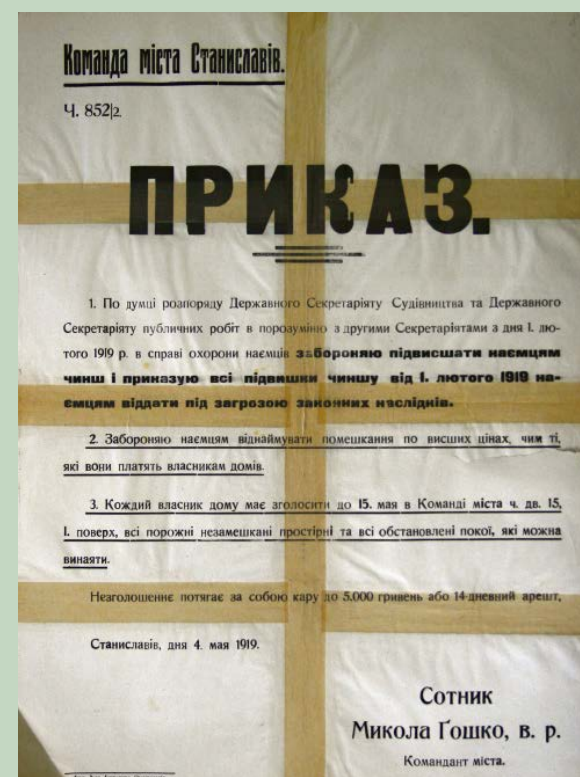 Команда міста Станиславів.
Ч. 852|2.
ПРИКАЗ.
1. По думці розпоряду Державного Секретаріяту Судівництва та Державного
Секретаріяту публичних робіт в порозуміню з другими Секретаріятами з дня 1. лю-
того 1919 р. в справі охорони наємців забороняю підвисшати наємцям
чинш і приказую всі підвишки чиншу від 1. лютого 1919 на-
ємцям віддати під загрозою законних наслідків.
2. Забороняю наємцям віднаймувати помешкання по висших цінах, чим ті,
які вони платять власникам домів.
3. Кождий власник дому має зголосити до 15. мая в Команді міста ч. дв. 15,
I. поверх, всі порожні незамешкані простірні та всі обстановлені покої, які можна
винаяти.
Незголошеннє потягає за собою кару до 5.000 гривень або 14-дневний арешт.
Станиславів, дня 4. мая 1919.
Сотник
Микола Ґошко, в. р.
Комендант міста.